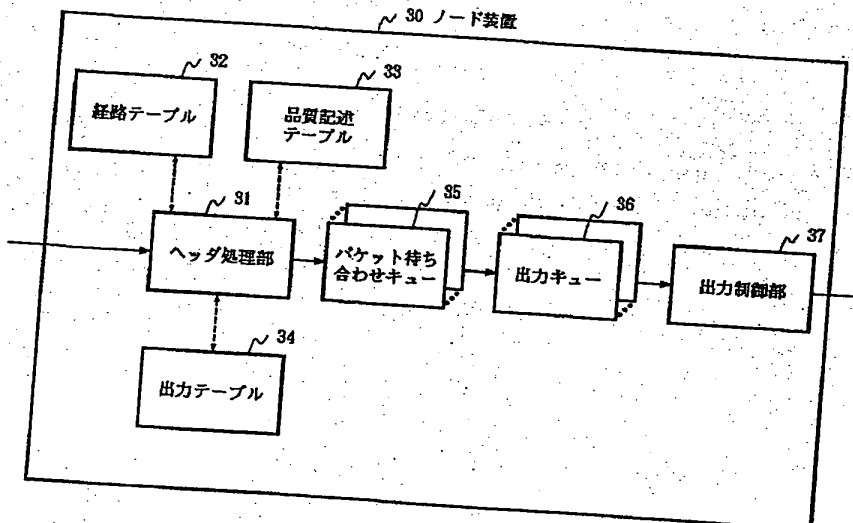 30 ノード装置
32
経路テーブル
33
品質記述
テーブル
31
ヘッダ処理部
35
パケット待ち
合わせキュー
36
出力キュー
37
出力制御部
34
出力テーブル